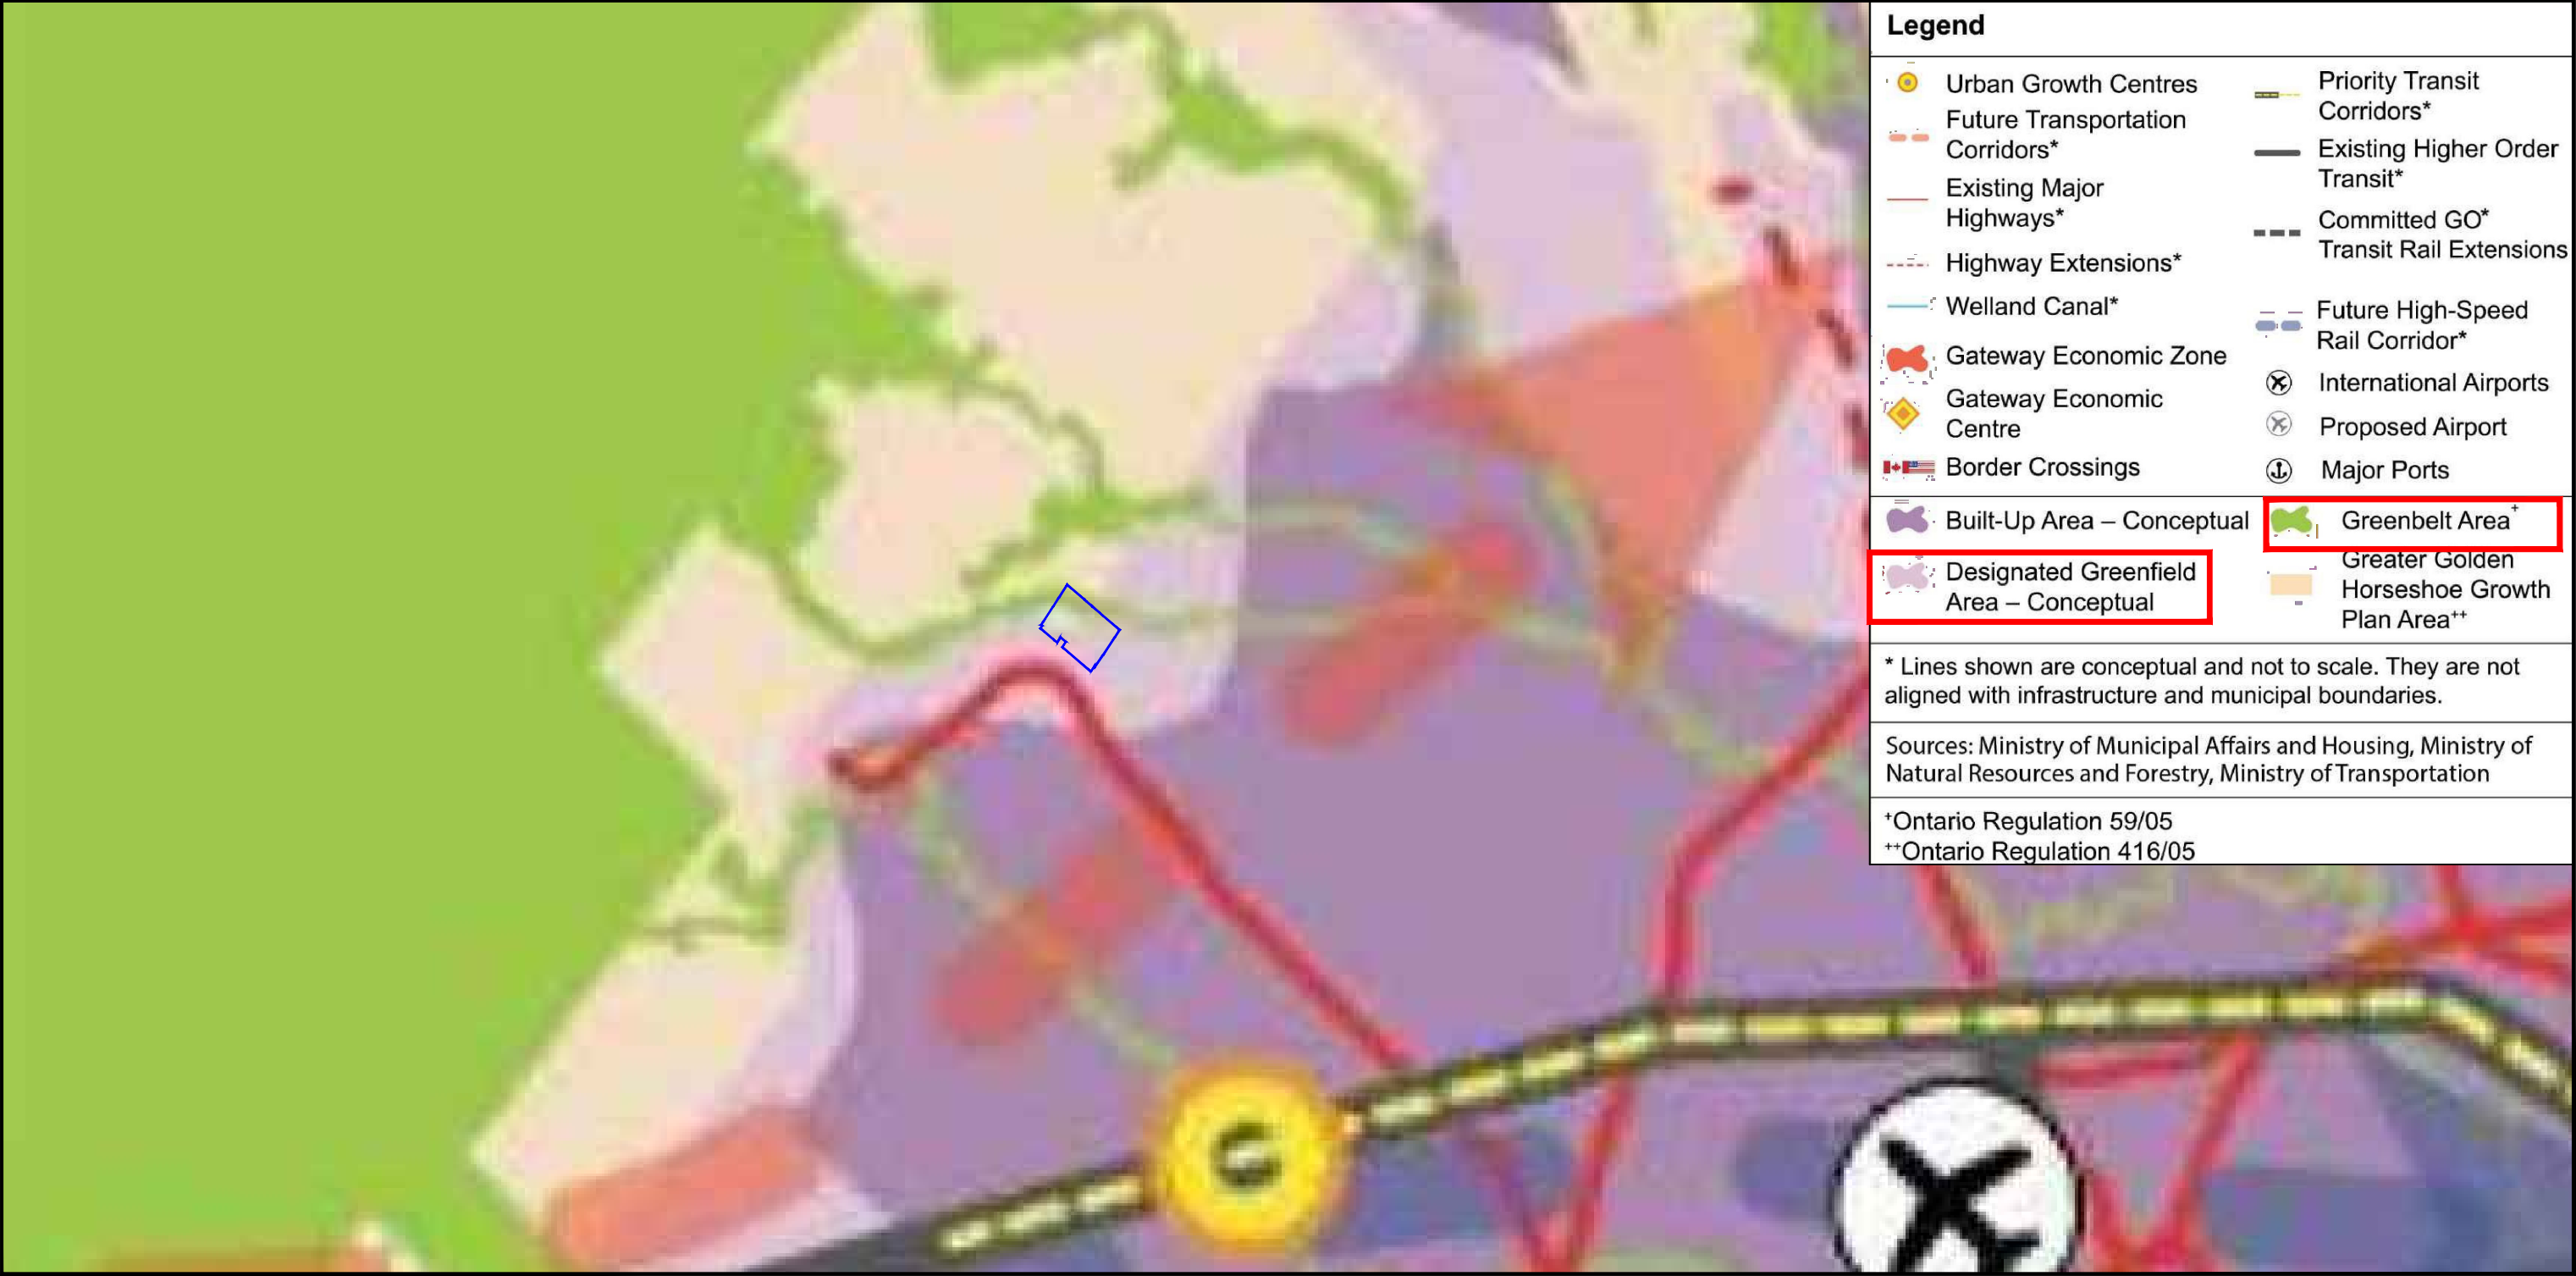 Legend
Urban Growth Centres
Future Transportation
Corridors*
Existing Major
Highways*
Highway Extensions*
Welland Canal*
Gateway Economic Zone
Gateway Economic
Centre
Border Crossings
Priority Transit
Corridors*
Existing Higher Order
Transit*
Committed GO*
Transit Rail Extensions
Future High-Speed
Rail Corridor*
International Airports
Proposed Airport
Major Ports
Built-Up Area – Conceptual
Designated Greenfield
Area – Conceptual
Greenbelt Area+
Greater Golden
Horseshoe Growth
Plan Area++
* Lines shown are conceptual and not to scale. They are not
aligned with infrastructure and municipal boundaries.
Sources: Ministry of Municipal Affairs and Housing, Ministry of
Natural Resources and Forestry, Ministry of Transportation
+Ontario Regulation 59/05
++Ontario Regulation 416/05